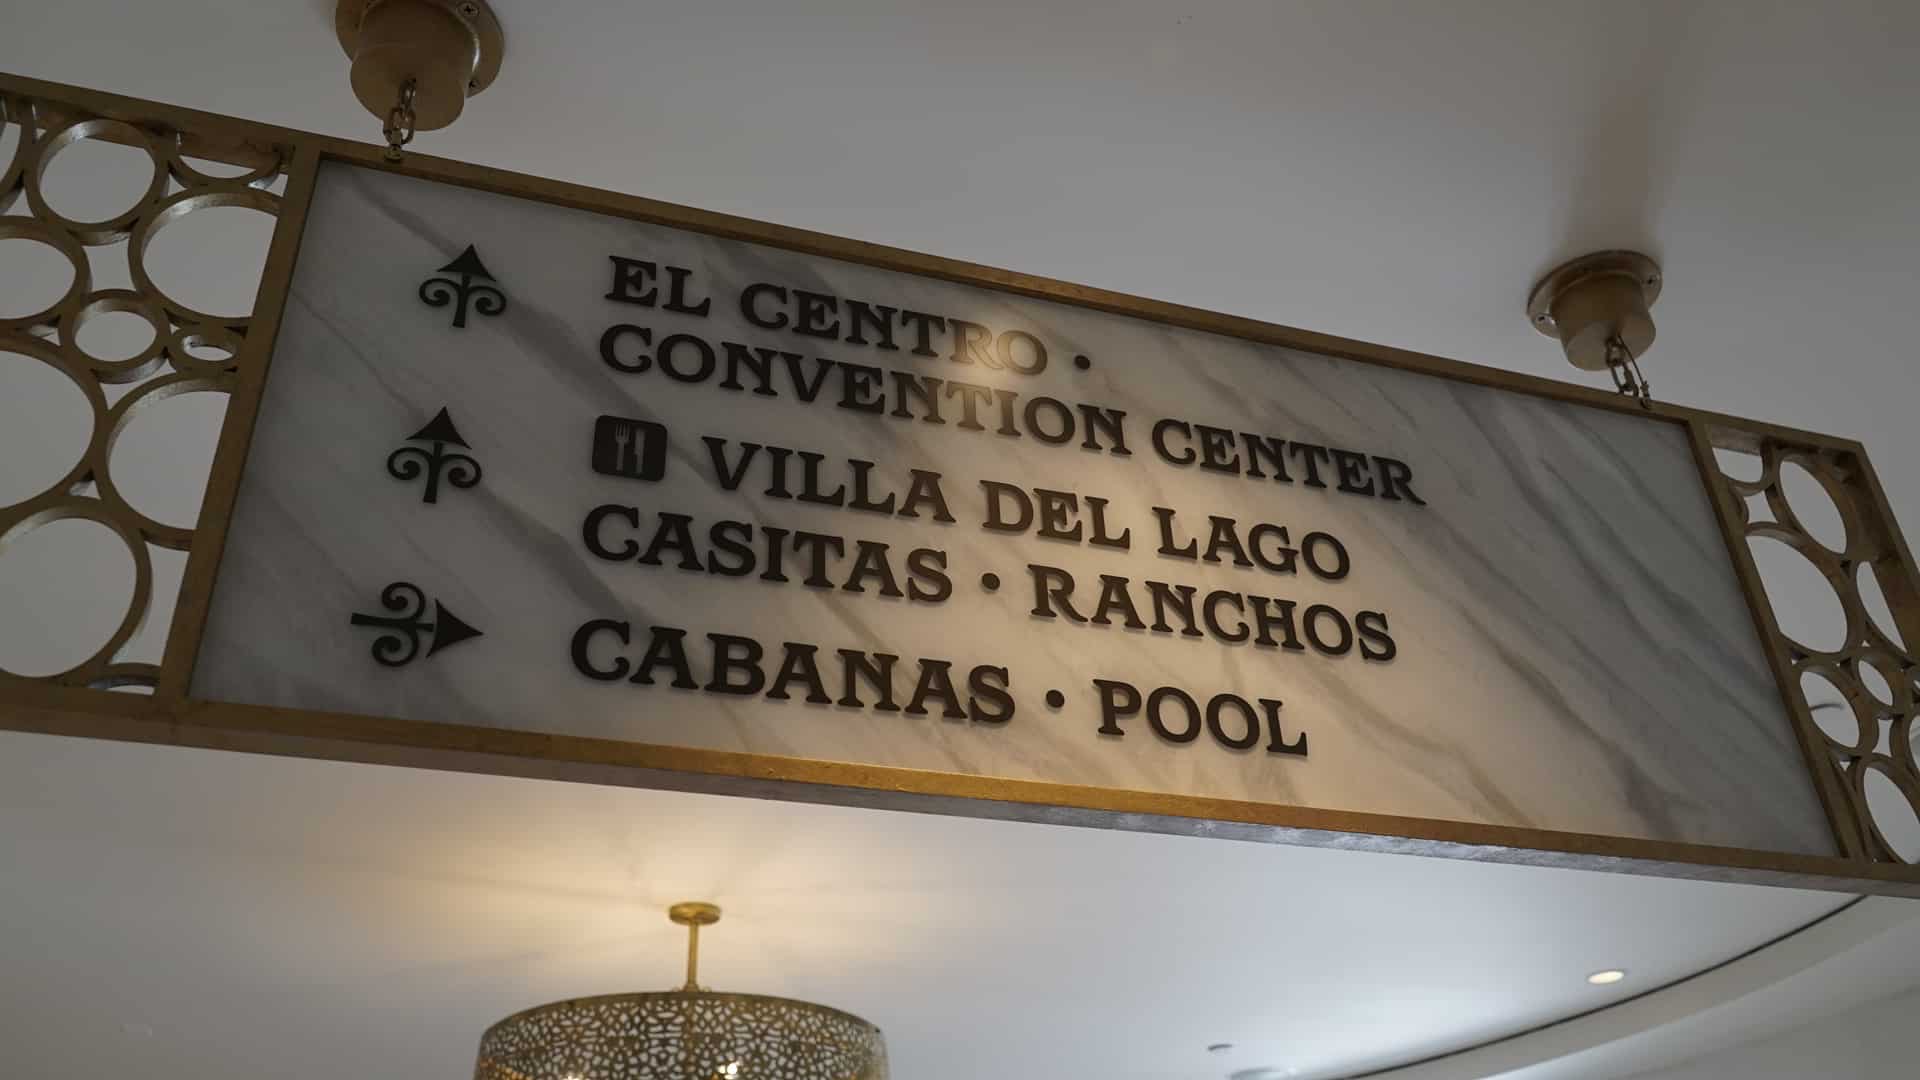 EL CENTRO •
CONVENTION CENTER
VILLA DEL LAGO
CASITAS • RANCHOS
CABANAS • POOL